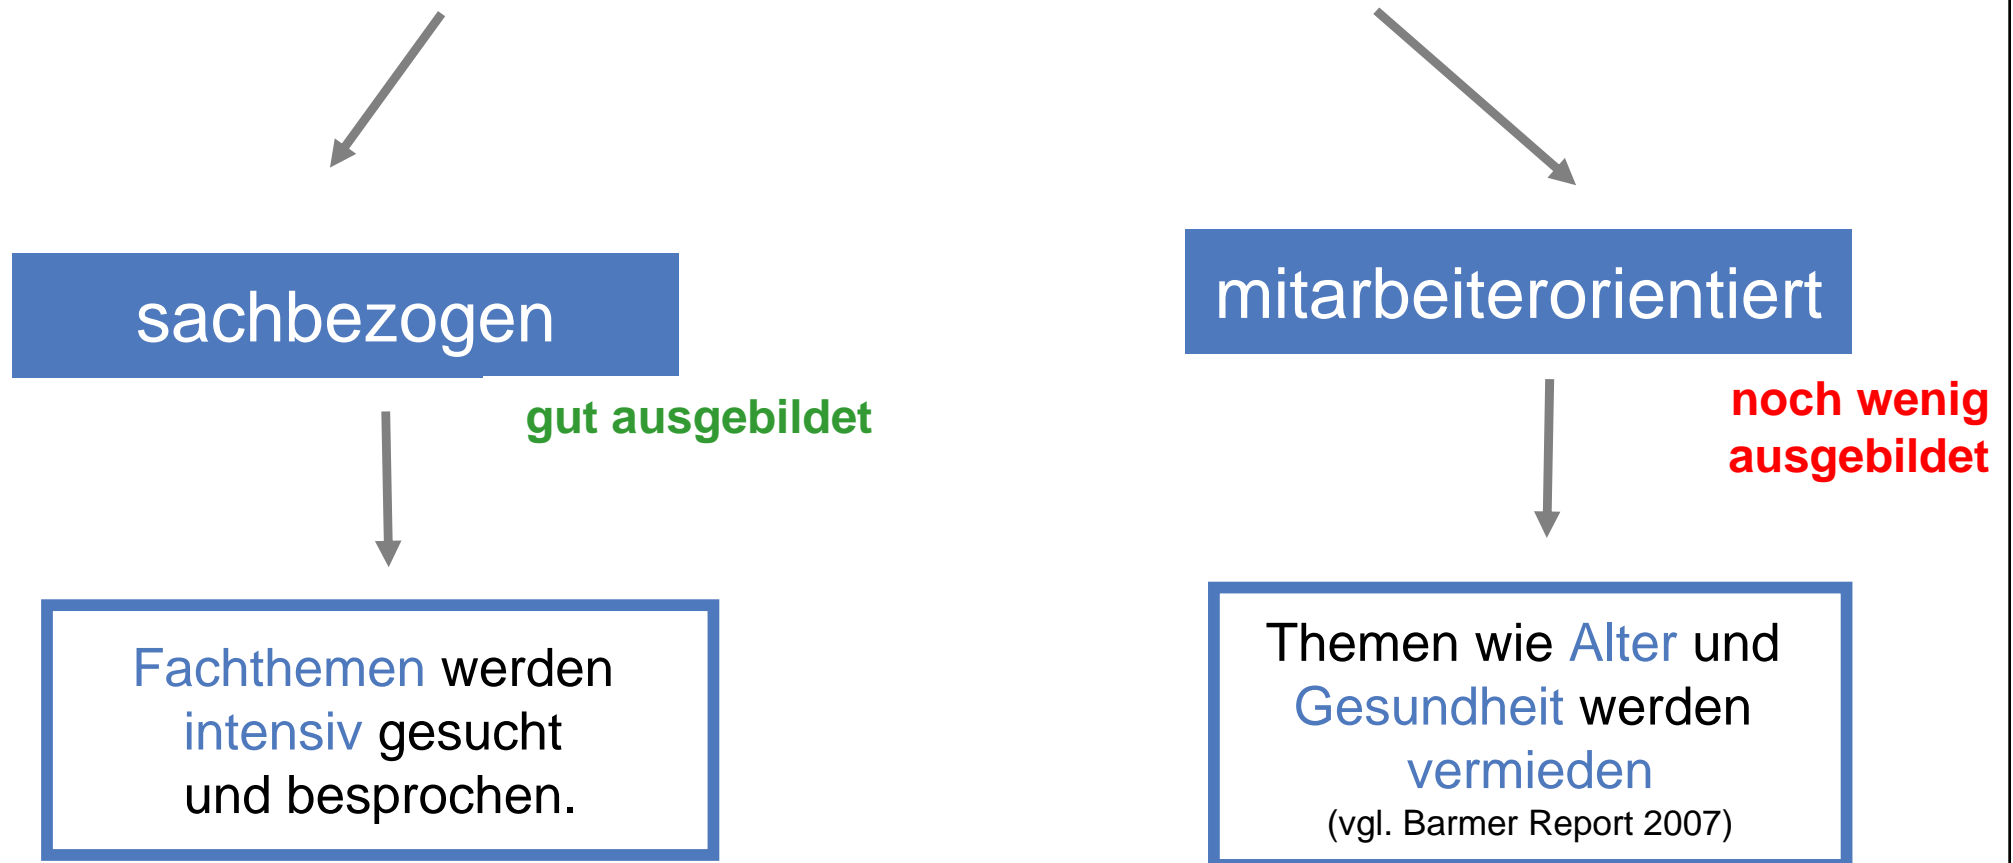 sachbezogen
gut ausgebildet
Fachthemen werden
intensiv gesucht
und besprochen.
mitarbeiterorientiert
noch wenig
ausgebildet
Themen wie Alter und
Gesundheit werden
vermieden
(vgl. Barmer Report 2007)